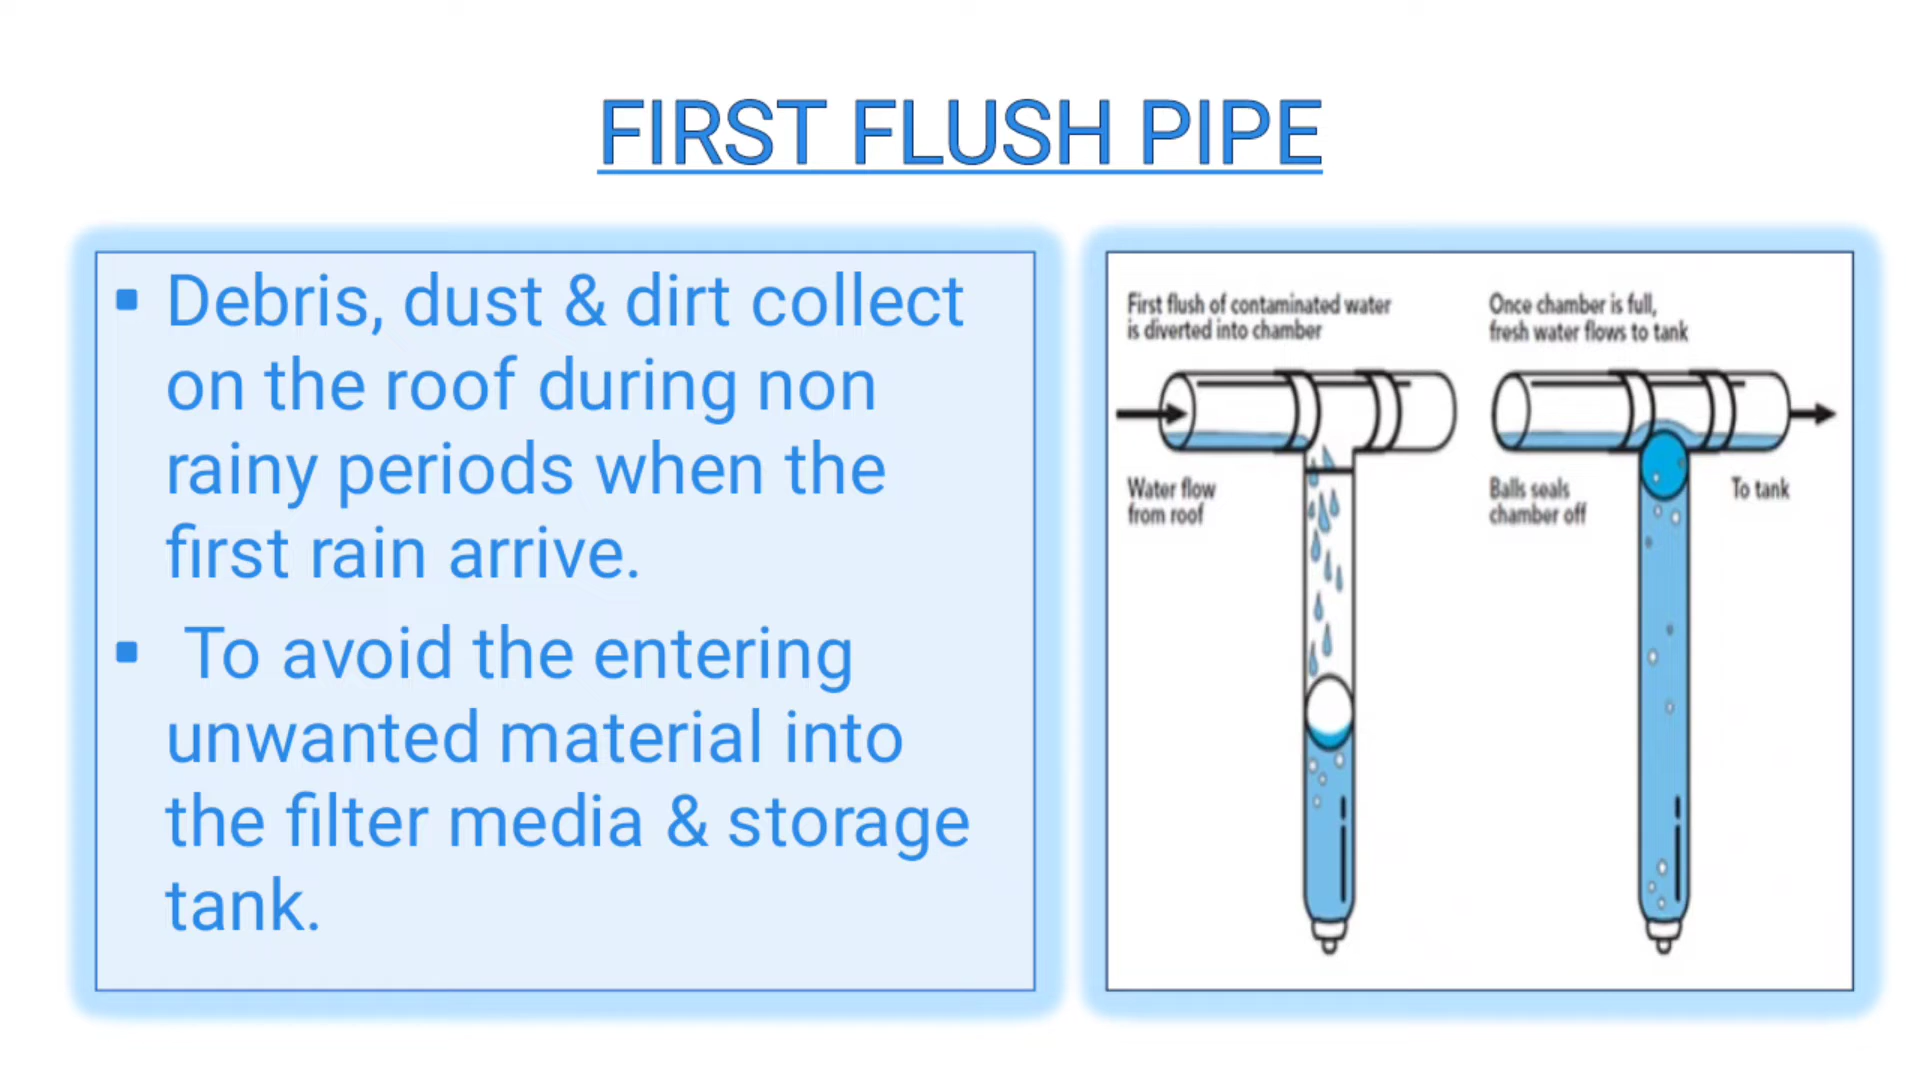 FIRST FLUSH PIPE
▪ Debris, dust & dirt collect
on the roof during non
rainy periods when the
first rain arrive.
▪ To avoid the entering
unwanted material into
the filter media & storage
tank.
First flush of contaminated water
is diverted into chamber
Water flow
from roof
Once chamber is full,
fresh water flows to tank
Balls seals
chamber off
To tank